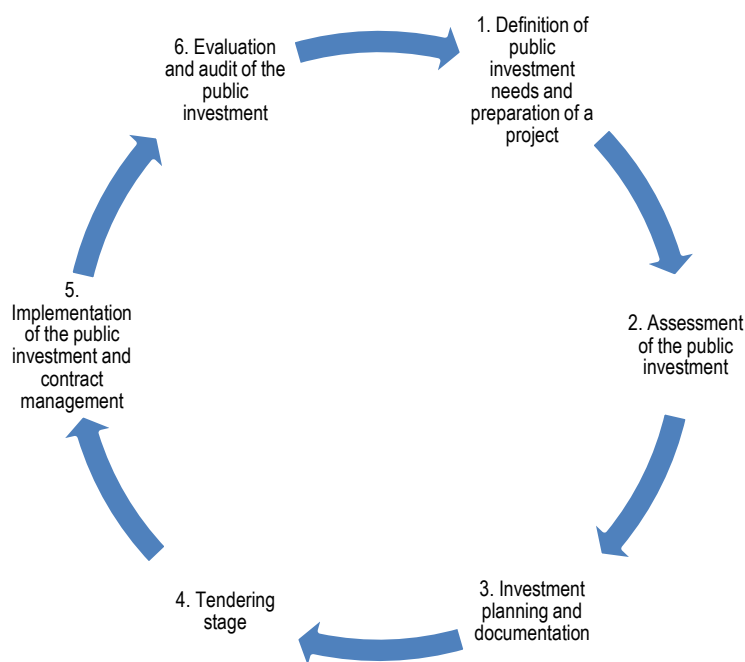 1. Definition of
public
investment
needs and
preparation of a
project
2. Assessment
of the public
investment
3. Investment
planning and
documentation
4. Tendering
stage
5.
Implementation
of the public
investment and
contract
management
6. Evaluation
and audit of the
public
investment